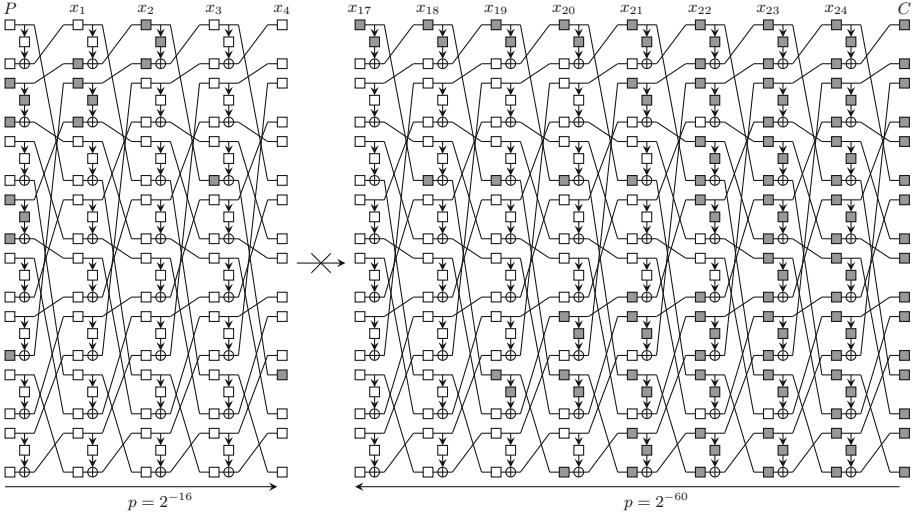 P x₁ x₂ x₃ x₄ x₁₇ x₁₈ x₁₉ x₂₀ x₂₁ x₂₂ x₂₃ x₂₄ C
p = 2⁻¹⁶ p = 2⁻⁶⁰